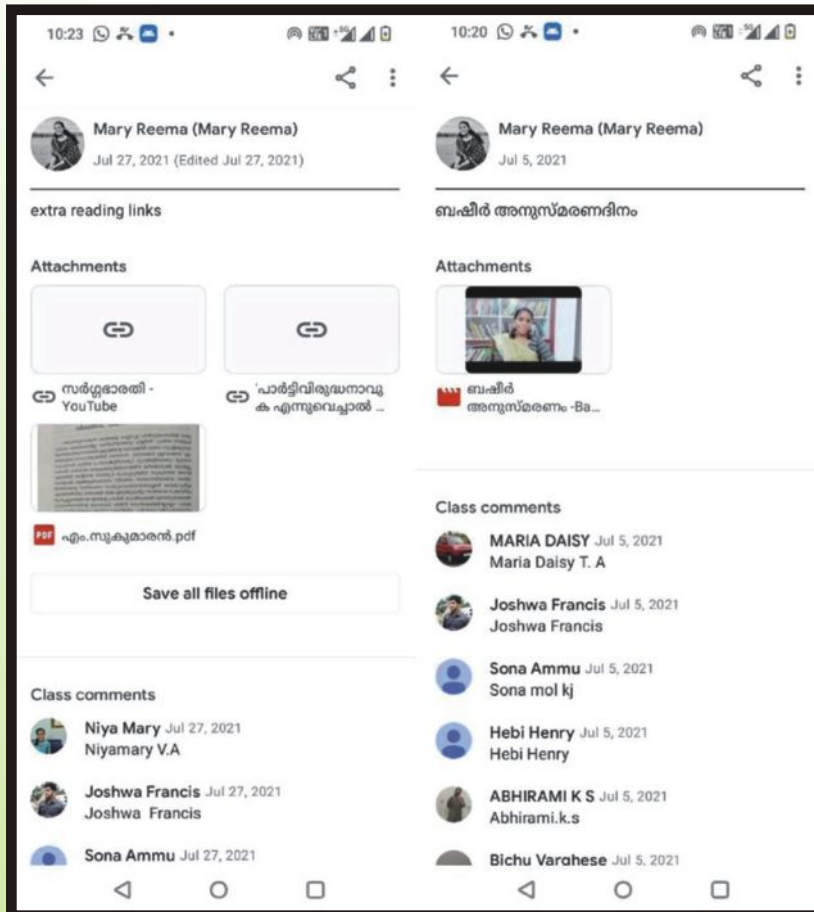 10:23
Mary Reema (Mary Reema)
Jul 27, 2021 (Edited Jul 27, 2021)
extra reading links
Attachments
സർഗ്ഗഭാരതി -
YouTube
'പാർട്ടിവിരുദ്ധനാവു
ക എന്നുവെച്ചാൽ ...
PDF എം.സുകുമാരൻ.pdf
Save all files offline
Class comments
Niya Mary Jul 27, 2021
Niyamary V.A
Joshwa Francis Jul 27, 2021
Joshwa Francis
Sona Ammu Jul 27, 2021
10:20
Mary Reema (Mary Reema)
Jul 5, 2021
ബഷീർ അനുസ്മരണദിനം
Attachments
ബഷീർ
അനുസ്മരണം -Ba...
Class comments
MARIA DAISY Jul 5, 2021
Maria Daisy T. A
Joshwa Francis Jul 5, 2021
Joshwa Francis
Sona Ammu Jul 5, 2021
Sona mol kj
Hebi Henry Jul 5, 2021
Hebi Henry
ABHIRAMI K S Jul 5, 2021
Abhirami.k.s
Bichu Varghese Jul 5, 2021